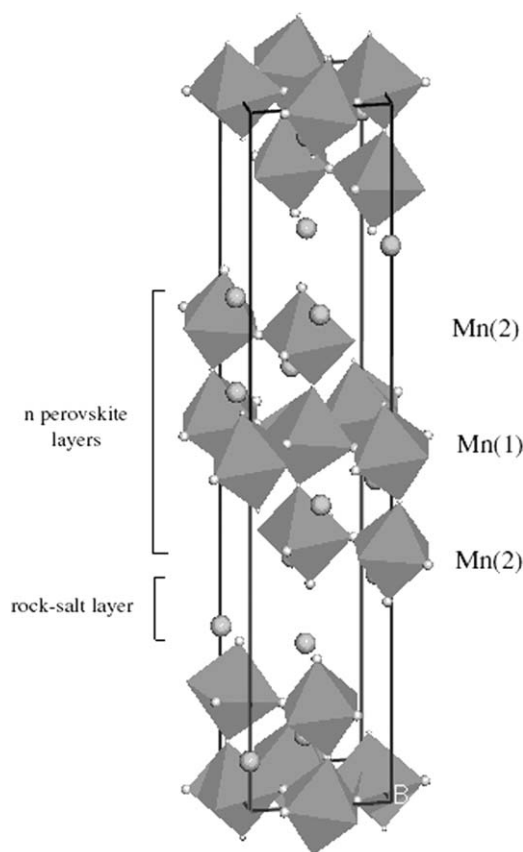 Mn(2)
n perovskite
layers
Mn(1)
Mn(2)
rock-salt layer
B